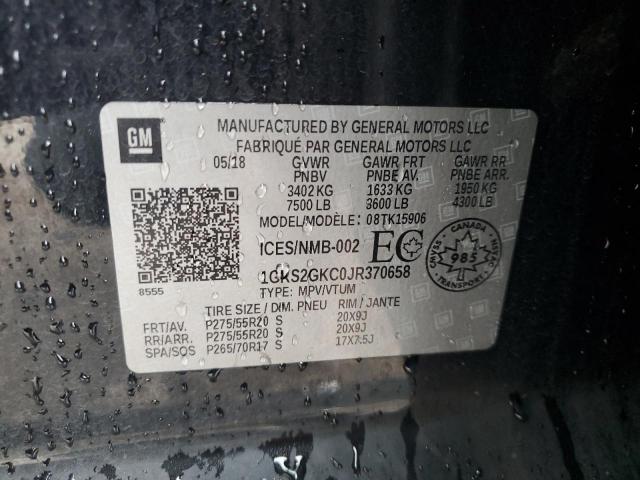 GM
MANUFACTURED BY GENERAL MOTORS LLC
FABRIQUÉ PAR GENERAL MOTORS LLC
05/18 GVWR GAWR FRT GAWR RR
PNBV PNBE AV. PNBE ARR.
3402 KG 1633 KG 1950 KG
7500 LB 3600 LB 4300 LB
MODEL/MODÈLE: 08TK15906
ICES/NMB-002 EC
CANADA
985
8555
1GKS2GKC0JR370658
TYPE: MPV/VTUM
TIRE SIZE / DIM. PNEU RIM / JANTE
FRT/AV. P275/55R20 S 20X9J
RR/ARR. P275/55R20 S 20X9J
SPA/SOS P265/70R17 S 17X7.5J